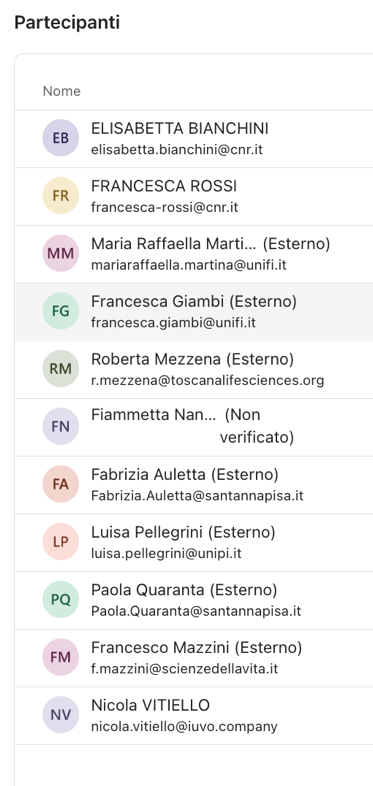 Partecipanti
Nome
EB
ELISABETTA BIANCHINI
elisabetta.bianchini@cnr.it
FR
FRANCESCA ROSSI
francesca-rossi@cnr.it
MM
Maria Raffaella Marti... (Esterno)
mariaraffaella.martina@unifi.it
FG
Francesca Giambi (Esterno)
francesca.giambi@unifi.it
RM
Roberta Mezzena (Esterno)
r.mezzena@toscanalifesciences.org
FN
Fiammetta Nan... (Non
verificato)
FA
Fabrizia Auletta (Esterno)
Fabrizia.Auletta@santannapisa.it
LP
Luisa Pellegrini (Esterno)
luisa.pellegrini@unipi.it
PQ
Paola Quaranta (Esterno)
Paola.Quaranta@santannapisa.it
FM
Francesco Mazzini (Esterno)
f.mazzini@scienzedellavita.it
NV
Nicola VITIELLO
nicola.vitiello@iuvo.company